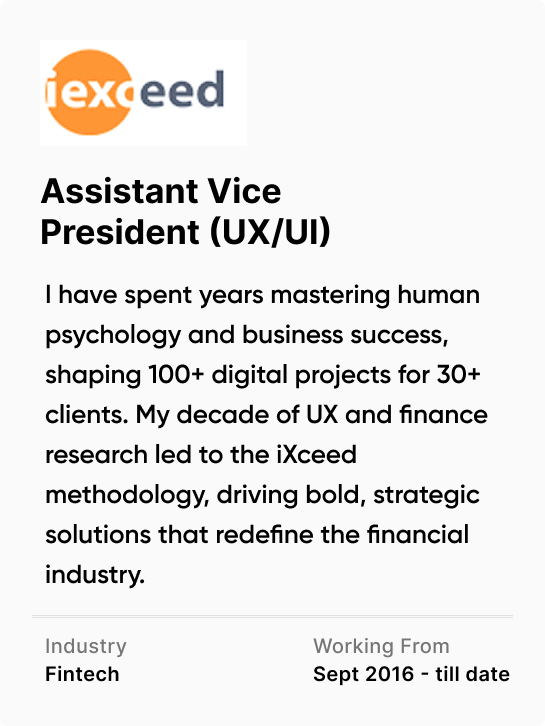 iexceed
Assistant Vice
President (UX/UI)
I have spent years mastering human
psychology and business success,
shaping 100+ digital projects for 30+
clients. My decade of UX and finance
research led to the iXceed
methodology, driving bold, strategic
solutions that redefine the financial
industry.
Industry
Working From
Fintech
Sept 2016 - till date